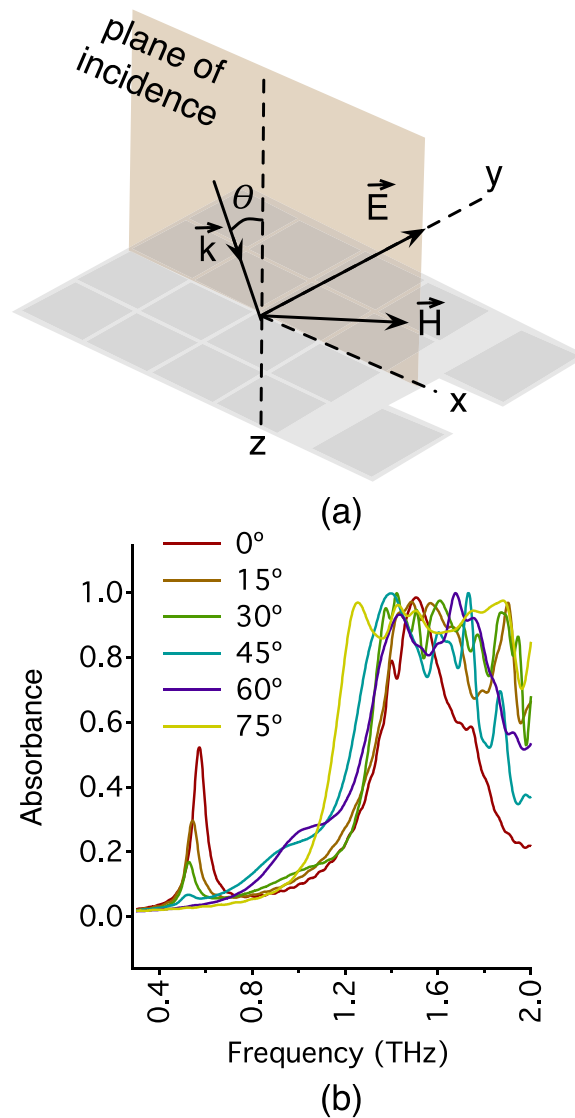 plane of
incidence
θ
k
E
y
H
x
z
(a)
0º
15º
30º
45º
60º
75º
1.0
0.8
0.6
0.4
0.2
0.0
Absorbance
0.4
0.8
1.2
1.6
2.0
Frequency (THz)
(b)